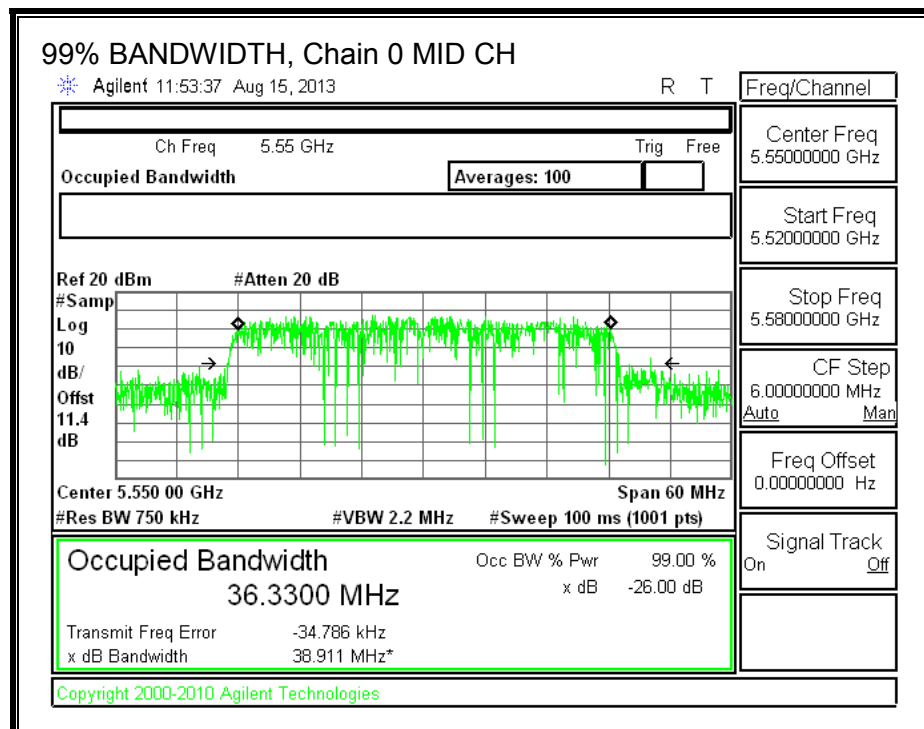 99% BANDWIDTH, Chain 0 MID CH
Agilent 11:53:37 Aug 15, 2013 R T
Freq/Channel
Ch Freq 5.55 GHz Trig Free
Occupied Bandwidth Averages: 100
Center Freq
5.55000000 GHz
Start Freq
5.52000000 GHz
Stop Freq
5.58000000 GHz
CF Step
6.00000000 MHz
Auto Man
Freq Offset
0.00000000 Hz
Signal Track
On Off
Ref 20 dBm #Atten 20 dB
#Samp
Log
10
dB/
Offst
11.4
dB
Center 5.550 00 GHz Span 60 MHz
#Res BW 750 kHz #VBW 2.2 MHz #Sweep 100 ms (1001 pts)
Occupied Bandwidth Occ BW % Pwr 99.00 %
36.3300 MHz x dB -26.00 dB
Transmit Freq Error -34.786 kHz
x dB Bandwidth 38.911 MHz*
Copyright 2000-2010 Agilent Technologies